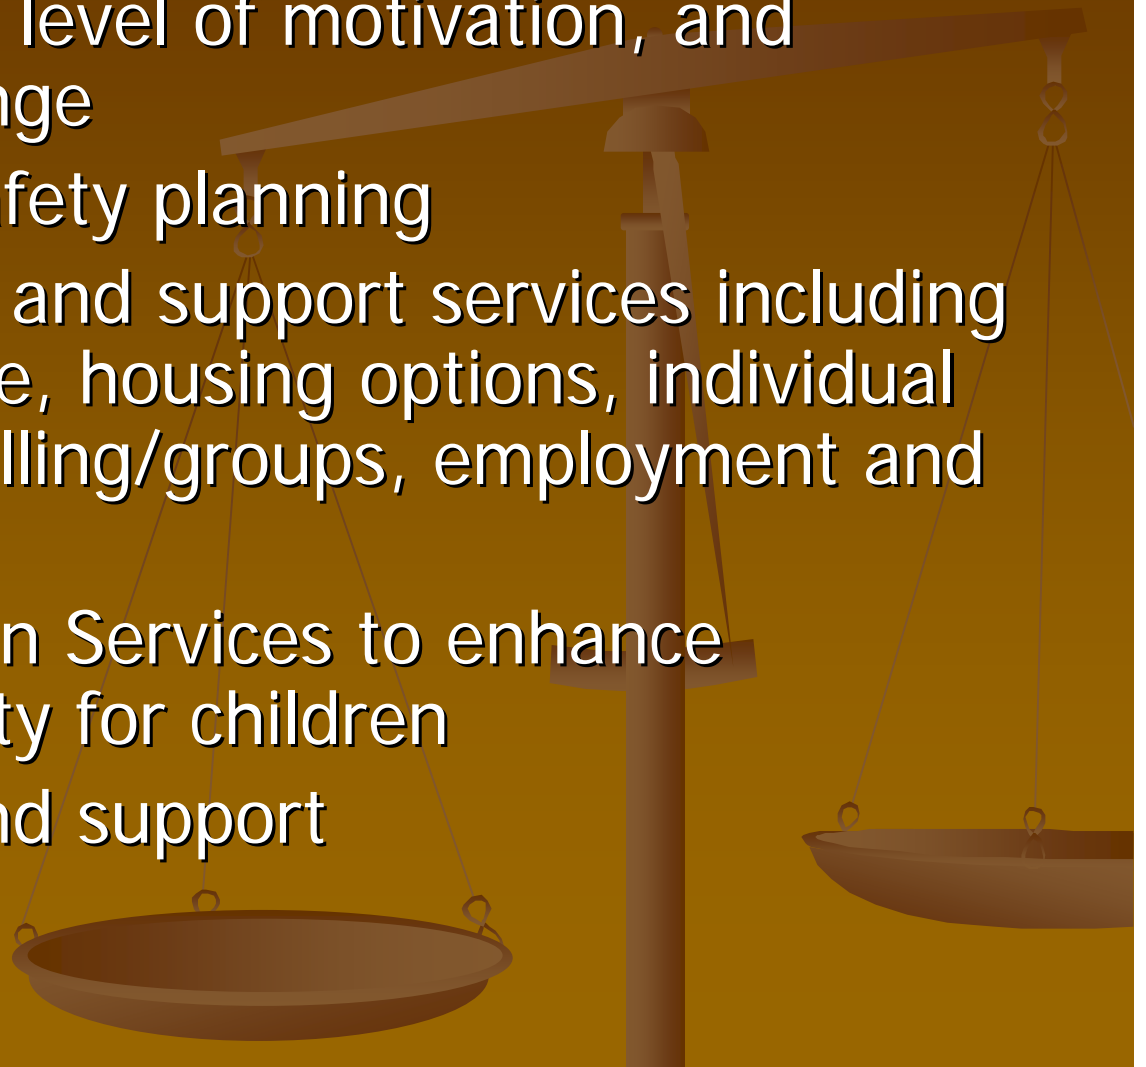 level of motivation, and
nge
fety planning
and support services including
e, housing options, individual
lling/groups, employment and
n Services to enhance
ty for children
nd support